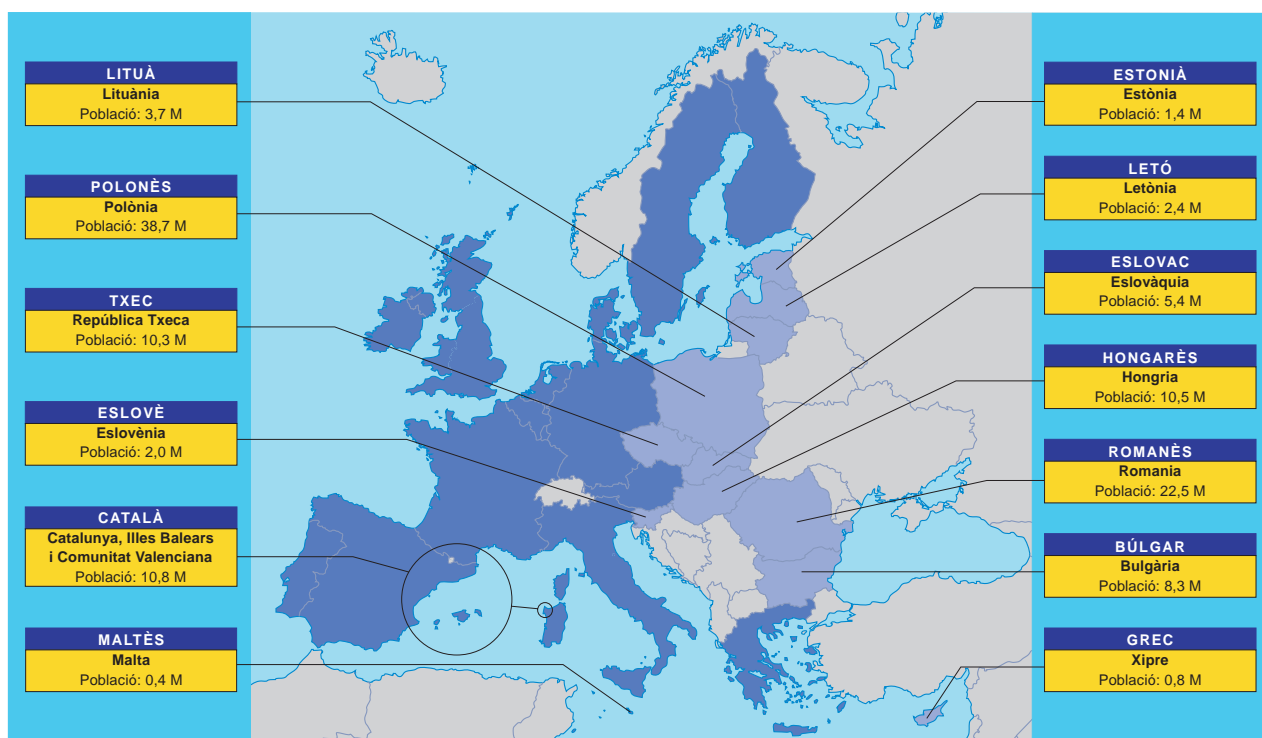 LITUÀ
Lituània
Població: 3,7 M
POLONÈS
Polònia
Població: 38,7 M
TXEC
República Txeca
Població: 10,3 M
ESLOVÈ
Eslovènia
Població: 2,0 M
CATALÀ
Catalunya, Illes Balears
i Comunitat Valenciana
Població: 10,8 M
MALTÈS
Malta
Població: 0,4 M
ESTONIÀ
Estònia
Població: 1,4 M
LETÓ
Letònia
Població: 2,4 M
ESLOVAC
Eslovàquia
Població: 5,4 M
HONGARÈS
Hongria
Població: 10,5 M
ROMANÈS
Romania
Població: 22,5 M
BÚLGAR
Bulgària
Població: 8,3 M
GREC
Xipre
Població: 0,8 M